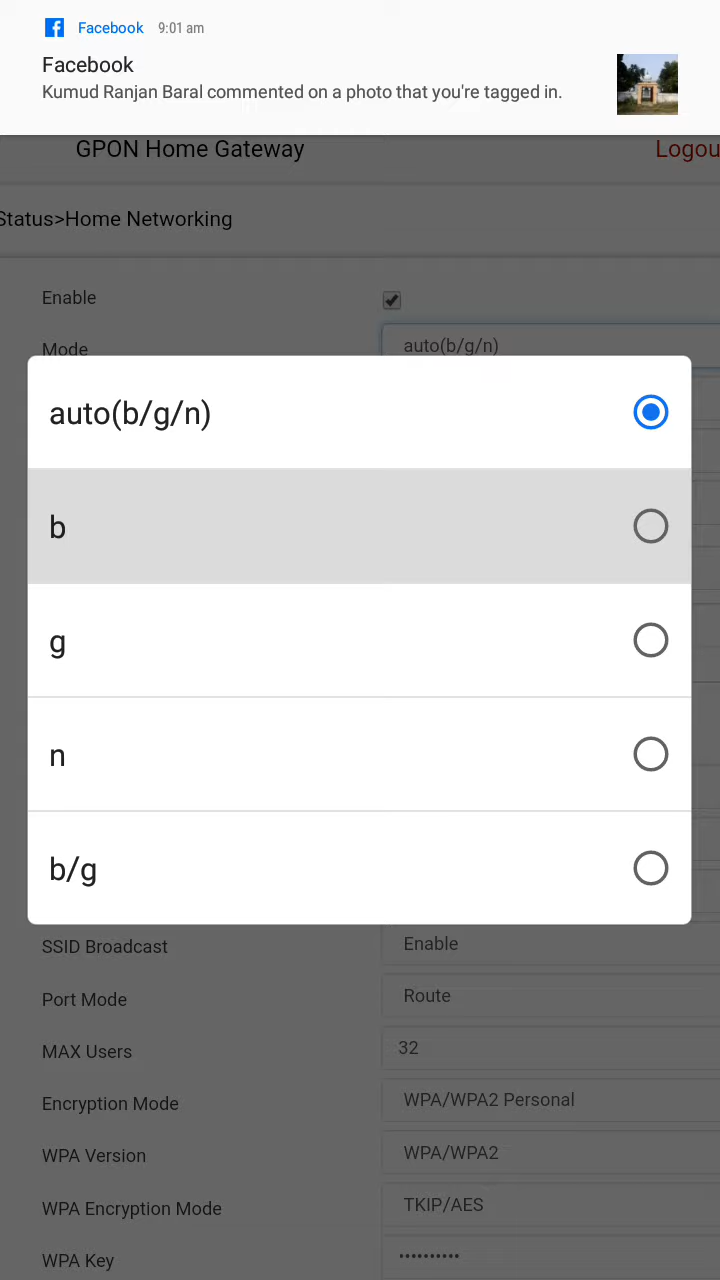 Facebook 9:01 am
Facebook
Kumud Ranjan Baral commented on a photo that you're tagged in.
GPON Home Gateway Logou
Status>Home Networking
Enable
Mode auto(b/g/n)
auto(b/g/n)
b
g
n
b/g
SSID Broadcast Enable
Port Mode Route
MAX Users 32
Encryption Mode WPA/WPA2 Personal
WPA Version WPA/WPA2
WPA Encryption Mode TKIP/AES
WPA Key ••••••••••